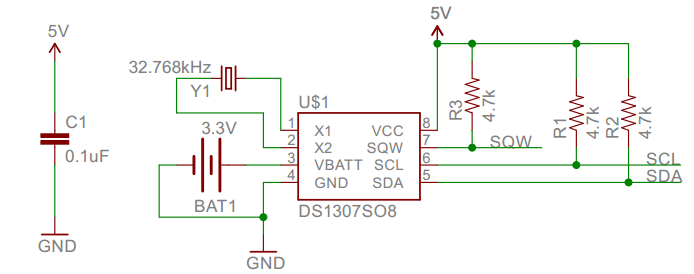 5V
C1
0.1uF
GND
32.768kHz
Y1
3.3V
BAT1
GND
U$1
1 X1 VCC 8
2 X2 SQW 7
3 VBATT SCL 6
4 GND SDA 5
DS1307SO8
5V
R3
4.7k
R1
4.7k
R2
4.7k
SQW
SCL
SDA